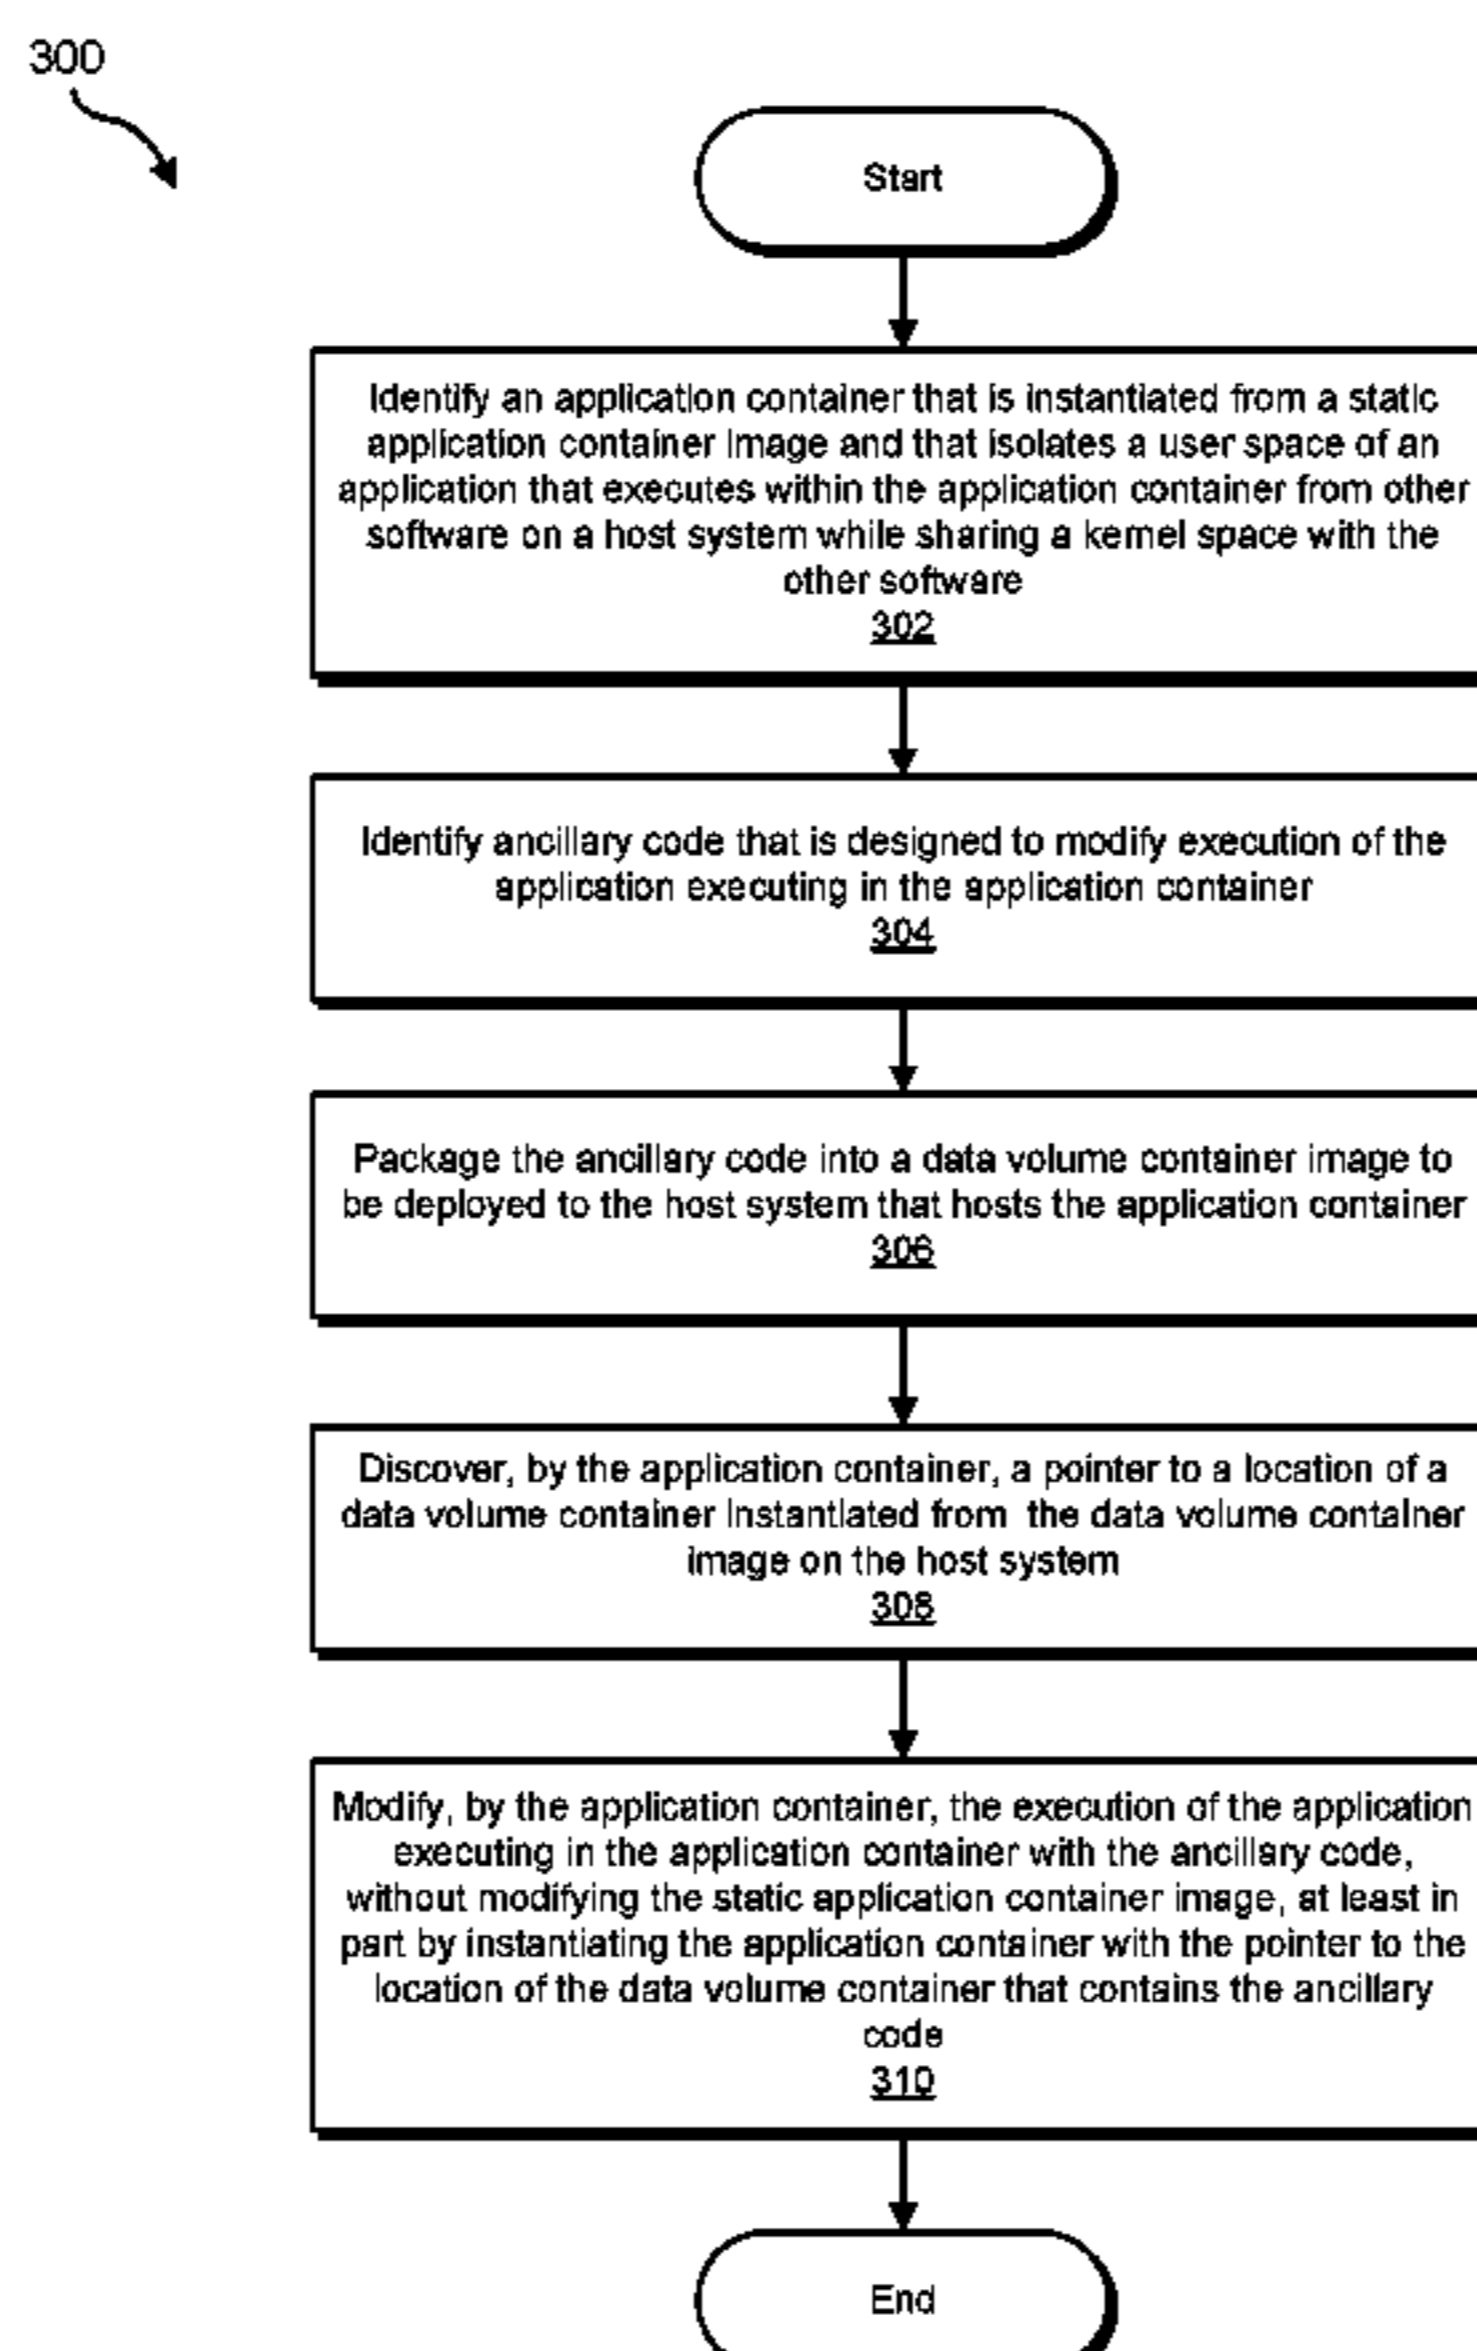 300
Start
Identify an application container that is instantiated from a static
application container image and that isolates a user space of an
application that executes within the application container from other
software on a host system while sharing a kernel space with the
other software
302
Identify ancillary code that is designed to modify execution of the
application executing in the application container
304
Package the ancillary code into a data volume container image to
be deployed to the host system that hosts the application container
306
Discover, by the application container, a pointer to a location of a
data volume container instantiated from the data volume container
image on the host system
308
Modify, by the application container, the execution of the application
executing in the application container with the ancillary code,
without modifying the static application container image, at least in
part by instantiating the application container with the pointer to the
location of the data volume container that contains the ancillary
code
310
End